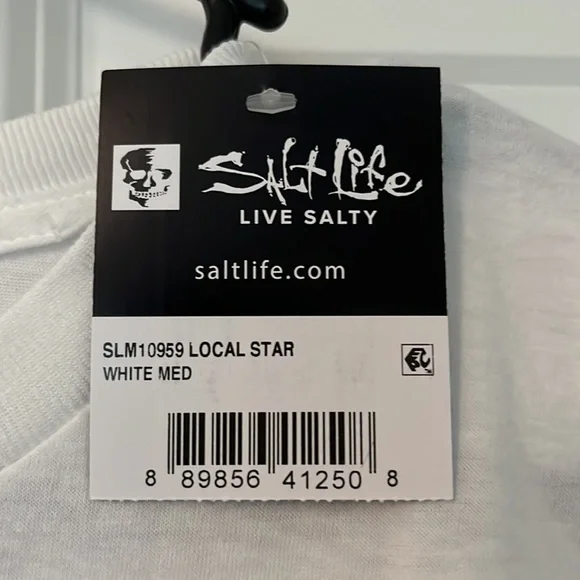 Salt Life
LIVE SALTY
saltlife.com
SLM10959 LOCAL STAR
WHITE MED
8 89856 41250 8